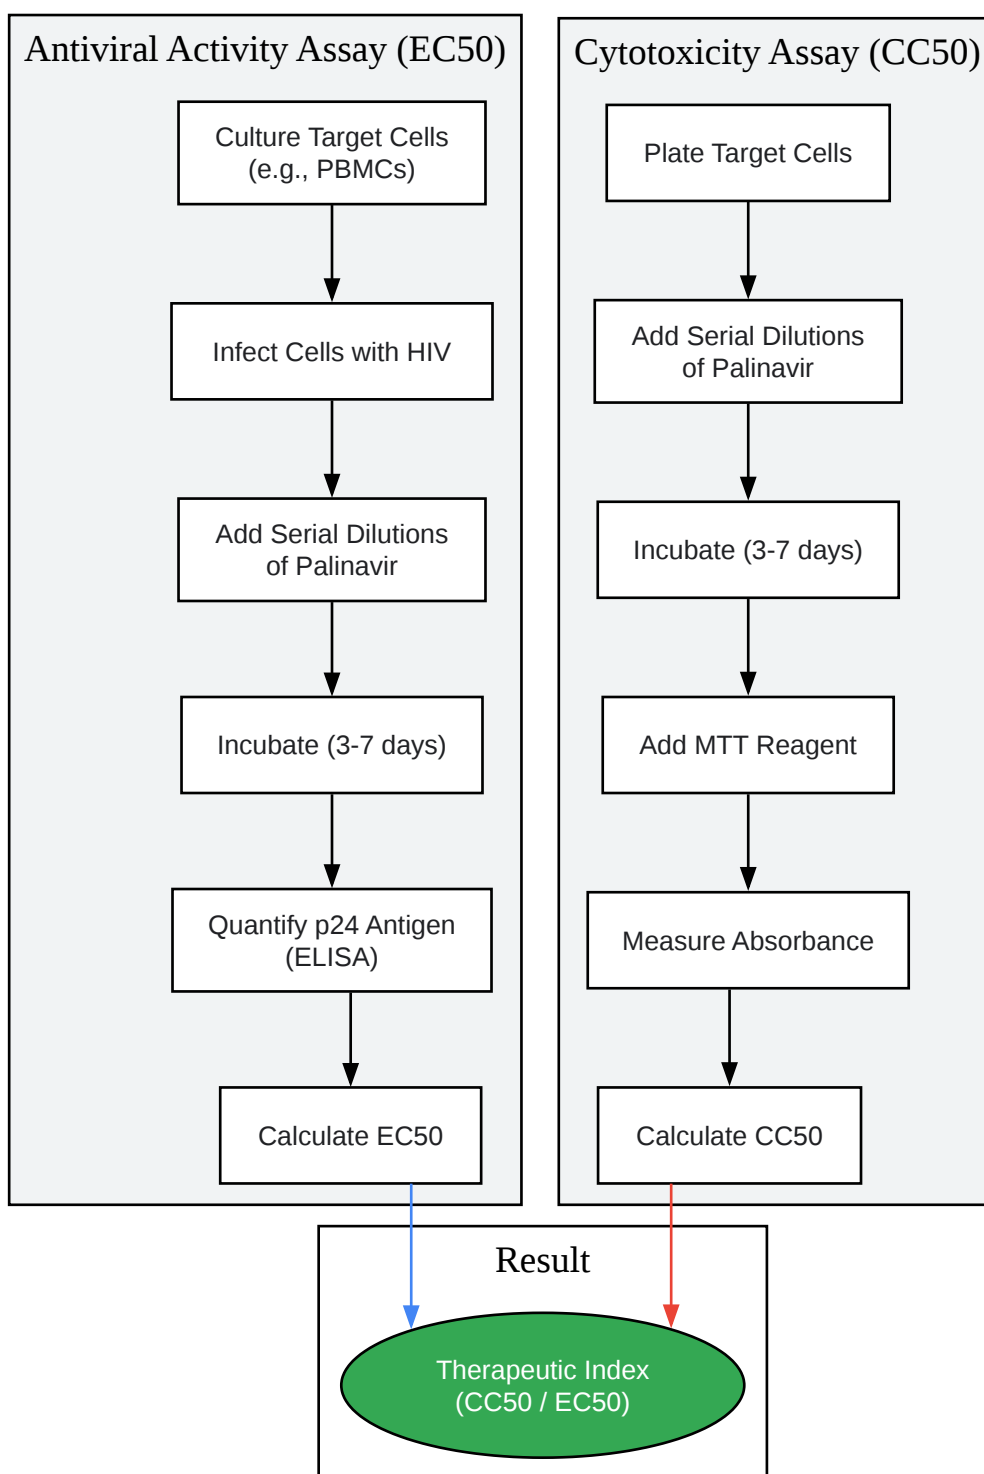 Antiviral Activity Assay (EC50)
Culture Target Cells
(e.g., PBMCs)
Infect Cells with HIV
Add Serial Dilutions
of Palinavir
Incubate (3-7 days)
Quantify p24 Antigen
(ELISA)
Calculate EC50
Cytotoxicity Assay (CC50)
Plate Target Cells
Add Serial Dilutions
of Palinavir
Incubate (3-7 days)
Add MTT Reagent
Measure Absorbance
Calculate CC50
Result
Therapeutic Index
(CC50 / EC50)